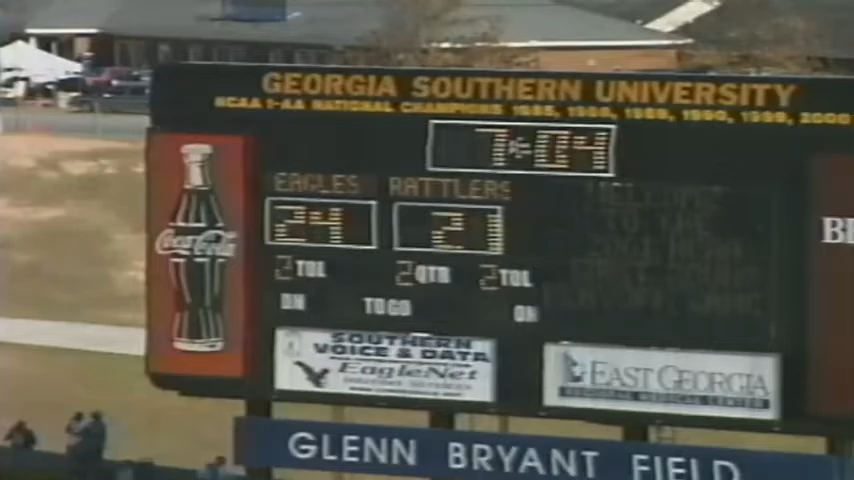 GEORGIA SOUTHERN UNIVERSITY
NCAA 1-AA NATIONAL CHAMPIONS 1985, 1986, 1989, 1990, 1999, 2000
7:04
EAGLES RATTLERS
24 21
2 TOL 2 QTR 2 TOL
DN TO GO ON
Coca-Cola
SOUTHERN
VOICE & DATA
EagleNet
EAST GEORGIA
REGIONAL MEDICAL CENTER
GLENN BRYANT FIELD